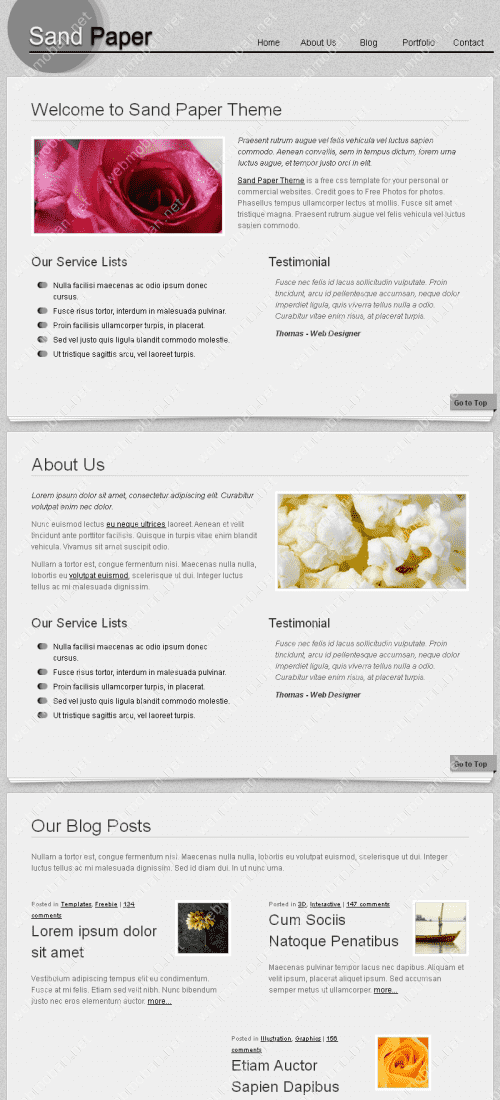 Sand Paper
Home About Us Blog Portfolio Contact
Welcome to Sand Paper Theme
Praesent rutrum augue vel felis vehicula vel luctus sapien
commodo. Aenean convallis, sem in tempus dictum, lorem urna
luctus augue, et tempor justo orci in elit.
Sand Paper Theme is a free css template for your personal or
commercial websites. Credit goes to Free Photos for photos.
Phasellus tempus ullamcorper lectus at mollis. Fusce sit amet
tristique magna. Praesent rutrum augue vel felis vehicula vel luctus
sapien commodo.
Our Service Lists
Nulla facilisi maecenas ac odio ipsum donec
cursus.
Fusce risus tortor, interdum in malesuada pulvinar.
Proin facilisis ullamcorper turpis, in placerat.
Sed vel justo quis ligula blandit commodo molestie.
Ut tristique sagittis arcu, vel laoreet turpis.
Testimonial
Fusce nec felis id lacus sollicitudin vulputate. Proin
tincidunt, arcu id pellentesque accumsan, neque dolor
imperdiet ligula, quis viverra tellus nulla a odio.
Curabitur vitae enim risus, at placerat turpis.
Thomas - Web Designer
Go to Top
About Us
Lorem ipsum dolor sit amet, consectetur adipiscing elit. Curabitur
volutpat enim nec dolor.
Nunc euismod lectus eu neque ultrices laoreet.Aenean et velit
tincidunt ante porttitor facilisis. Quisque in turpis vitae enim blandit
vehicula. Vivamus sit amet suscipit odio.
Nullam a tortor est, congue fermentum nisi. Maecenas nulla nulla,
lobortis eu volutpat euismod, scelerisque ut dui. Integer luctus
tellus ac mi malesuada dignissim.
Our Service Lists
Nulla facilisi maecenas ac odio ipsum donec
cursus.
Fusce risus tortor, interdum in malesuada pulvinar.
Proin facilisis ullamcorper turpis, in placerat.
Sed vel justo quis ligula blandit commodo molestie.
Ut tristique sagittis arcu, vel laoreet turpis.
Testimonial
Fusce nec felis id lacus sollicitudin vulputate. Proin
tincidunt, arcu id pellentesque accumsan, neque dolor
imperdiet ligula, quis viverra tellus nulla a odio.
Curabitur vitae enim risus, at placerat turpis.
Thomas - Web Designer
Go to Top
Our Blog Posts
Nullam a tortor est, congue fermentum nisi. Maecenas nulla nulla, lobortis eu volutpat euismod, scelerisque ut dui. Integer
luctus tellus ac mi malesuada dignissim. Sed id diam dui. In ut nunc urna.
Posted in Templates, Freebie | 134
comments
Lorem ipsum dolor
sit amet
Vestibulum adipiscing tempus elit eu condimentum.
Fusce at mi felis. Etiam sed velit nibh. Nunc bibendum
justo nec eros elementum auctor. more...
Posted in 3D, Interactive | 147 comments
Cum Sociis
Natoque Penatibus
Maecenas pulvinar tempor lacus nec dapibus.Aliquam et
velit ipsum, placerat aliquet ipsum. Sed accumsan
semper metus ut ullamcorper. more...
Posted in Illustration, Graphics | 156
comments
Etiam Auctor
Sapien Dapibus